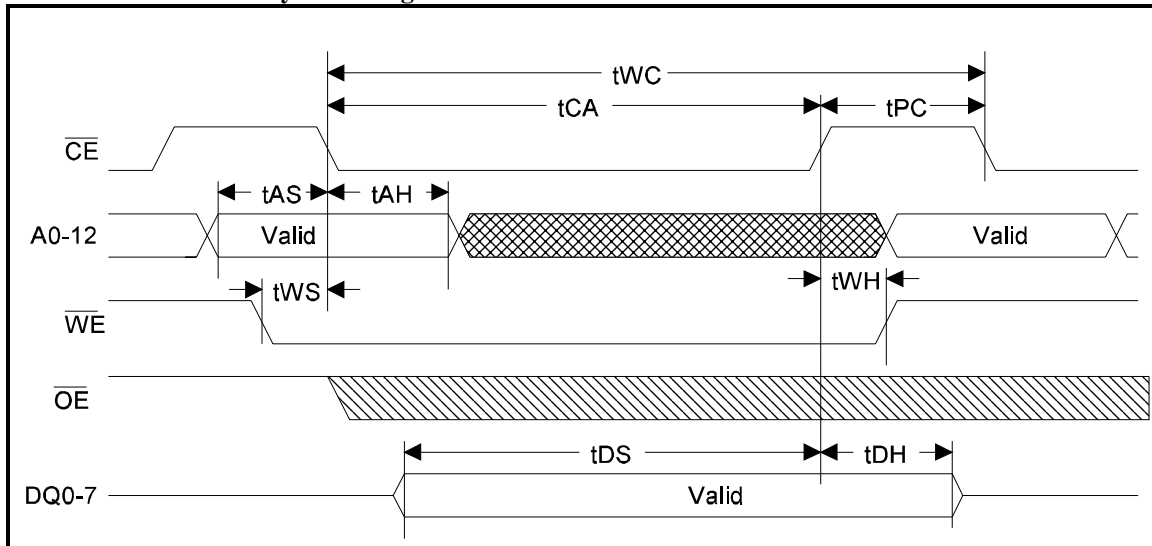 tWC
tCA tPC
CE
tAS tAH
A0-12 Valid Valid
tWS tWH
WE
OE
tDS tDH
DQ0-7 Valid